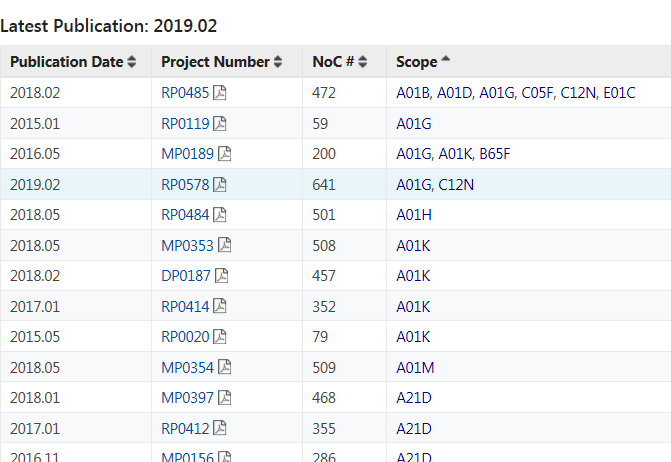 Latest Publication: 2019.02
Publication Date Project Number NoC # Scope
2018.02 RP0485 472 A01B, A01D, A01G, C05F, C12N, E01C
2015.01 RP0119 59 A01G
2016.05 MP0189 200 A01G, A01K, B65F
2019.02 RP0578 641 A01G, C12N
2018.05 RP0484 501 A01H
2018.05 MP0353 508 A01K
2018.02 DP0187 457 A01K
2017.01 RP0414 352 A01K
2015.05 RP0020 79 A01K
2018.05 MP0354 509 A01M
2018.01 MP0397 468 A21D
2017.01 RP0412 355 A21D
2016.11 MP0156 286 A21D